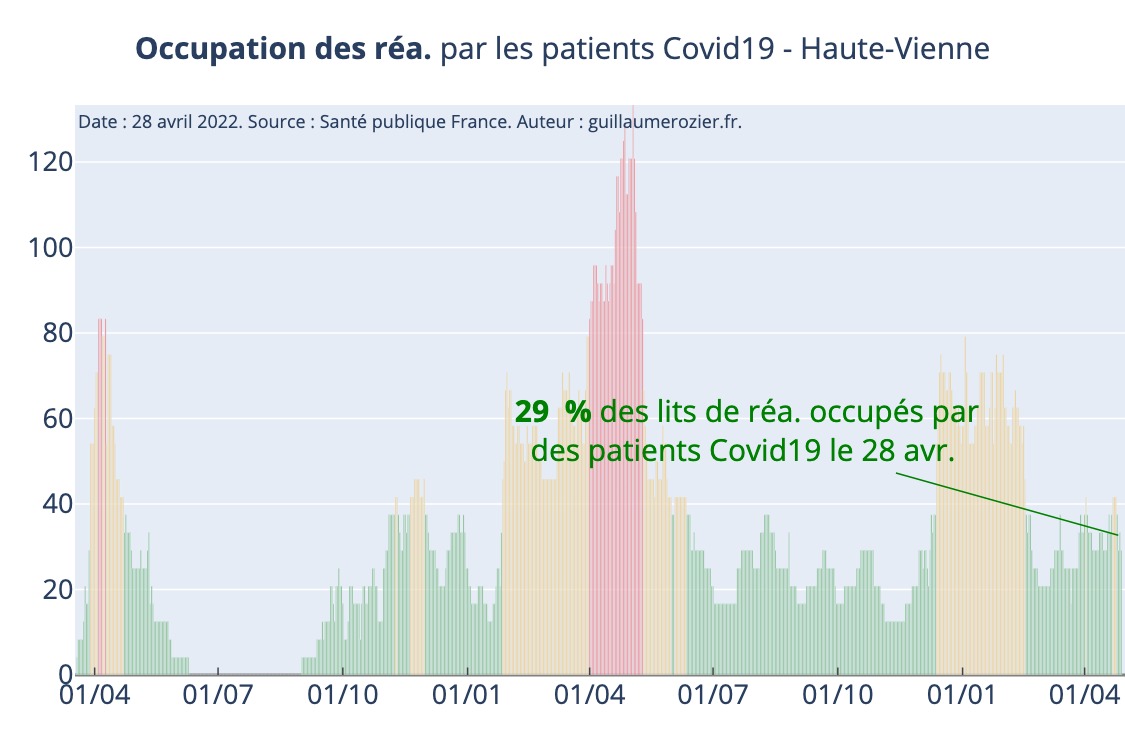 Occupation des réa. par les patients Covid19 - Haute-Vienne
Date : 28 avril 2022. Source : Santé publique France. Auteur : guillaumerozier.fr.
120
100
80
60
40
20
0
29 % des lits de réa. occupés par
des patients Covid19 le 28 avr.
01/04 01/07 01/10 01/01 01/04 01/07 01/10 01/01 01/04